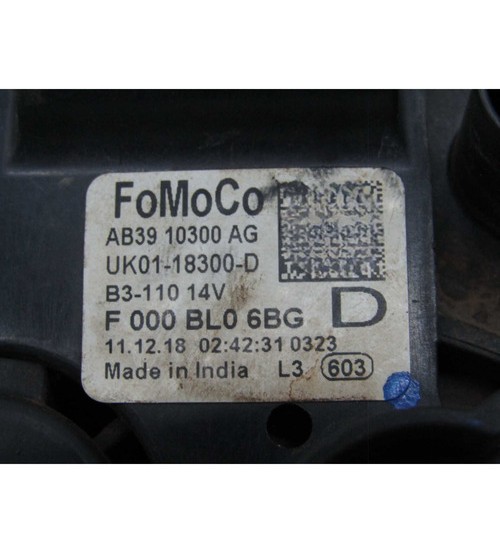 FoMoCo
AB39 10300 AG
UK01-18300-D
B3-110 14V
F 000 BL0 6BG D
11.12.18 02:42:31 0323
Made in India L3 603